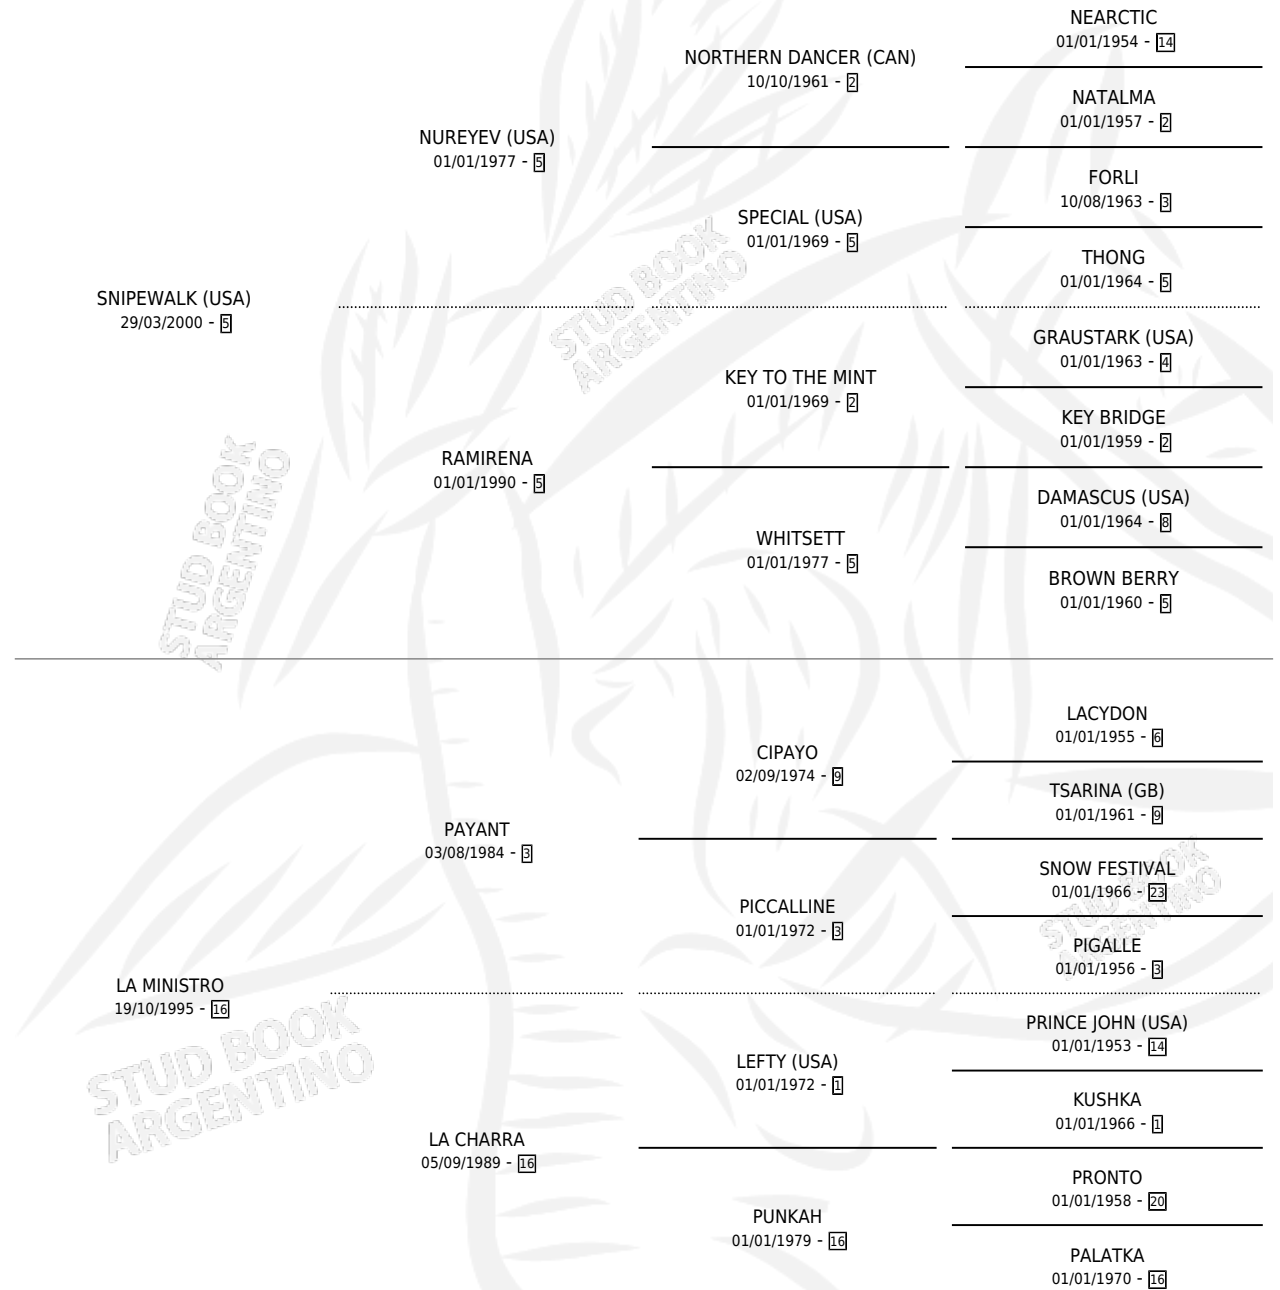 NEARCTIC
01/01/1954 - 14
NORTHERN DANCER (CAN)
10/10/1961 - 2
NATALMA
01/01/1957 - 2
NUREYEV (USA)
01/01/1977 - 5
FORLI
10/08/1963 - 3
SPECIAL (USA)
01/01/1969 - 5
THONG
01/01/1964 - 5
SNIPEWALK (USA)
29/03/2000 - 5
GRAUSTARK (USA)
01/01/1963 - 4
KEY TO THE MINT
01/01/1969 - 2
KEY BRIDGE
01/01/1959 - 2
RAMIRENA
01/01/1990 - 5
DAMASCUS (USA)
01/01/1964 - 8
WHITSETT
01/01/1977 - 5
BROWN BERRY
01/01/1960 - 5
LACYDON
01/01/1955 - 6
CIPAYO
02/09/1974 - 9
TSARINA (GB)
01/01/1961 - 9
PAYANT
03/08/1984 - 3
SNOW FESTIVAL
01/01/1966 - 23
PICCALLINE
01/01/1972 - 3
PIGALLE
01/01/1956 - 3
LA MINISTRO
19/10/1995 - 16
PRINCE JOHN (USA)
01/01/1953 - 14
LEFTY (USA)
01/01/1972 - 1
KUSHKA
01/01/1966 - 1
LA CHARRA
05/09/1989 - 16
PRONTO
01/01/1958 - 20
PUNKAH
01/01/1979 - 16
PALATKA
01/01/1970 - 16
STUD BOOK
ARGENTINO
STUD BOOK
ARGENTINO
STUD BOOK
ARGENTINO
STUD BOOK
ARGENTINO